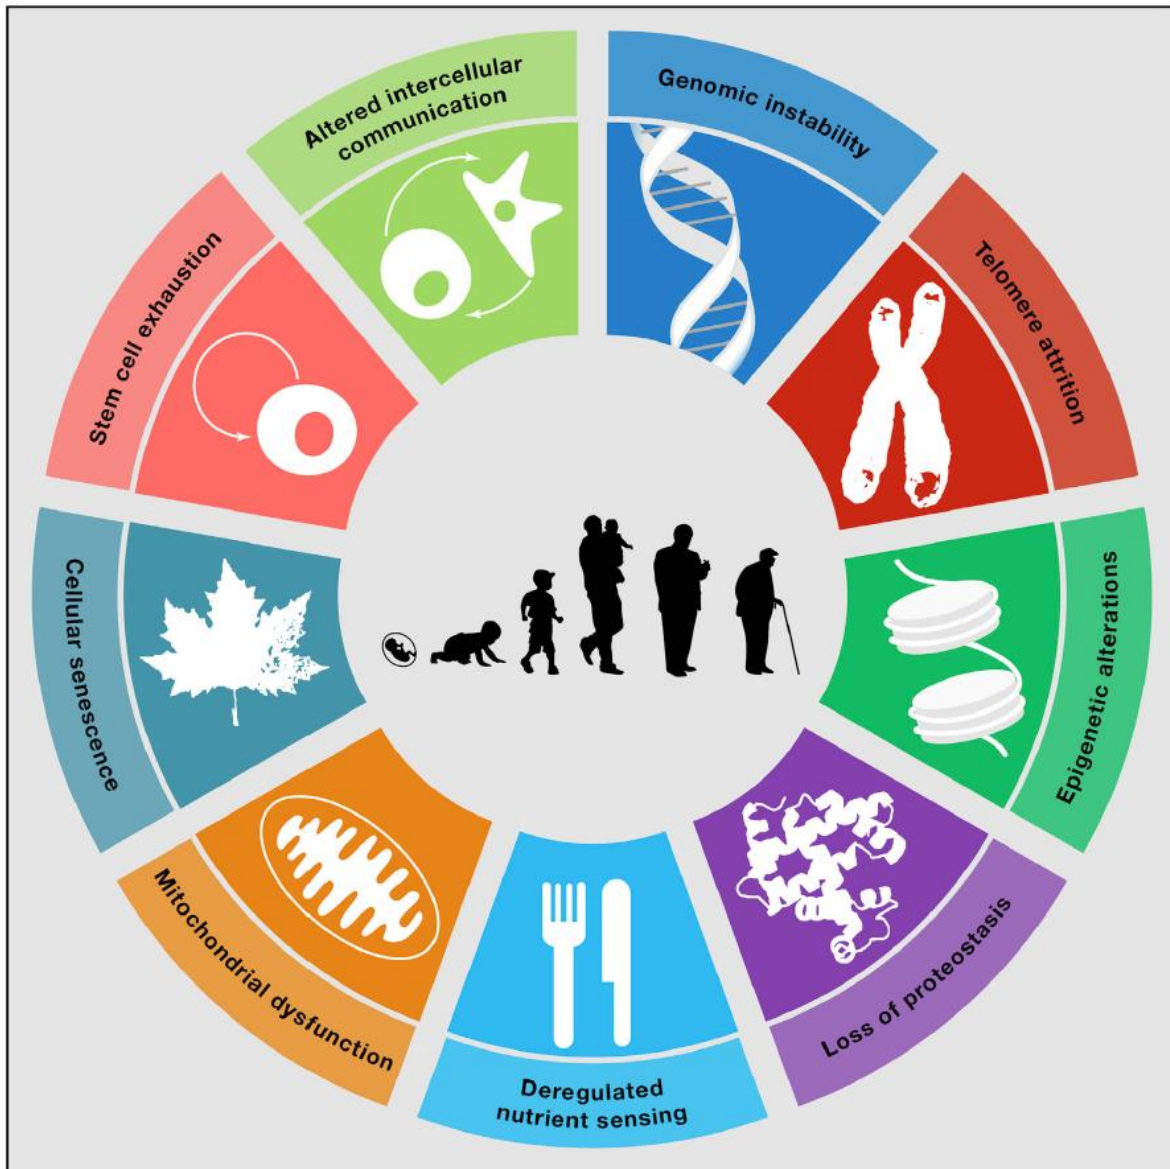 Altered intercellular
communication
Genomic instability
Telomere attrition
Epigenetic alterations
Loss of proteostasis
Deregulated
nutrient sensing
Mitochondrial dysfunction
Cellular senescence
Stem cell exhaustion